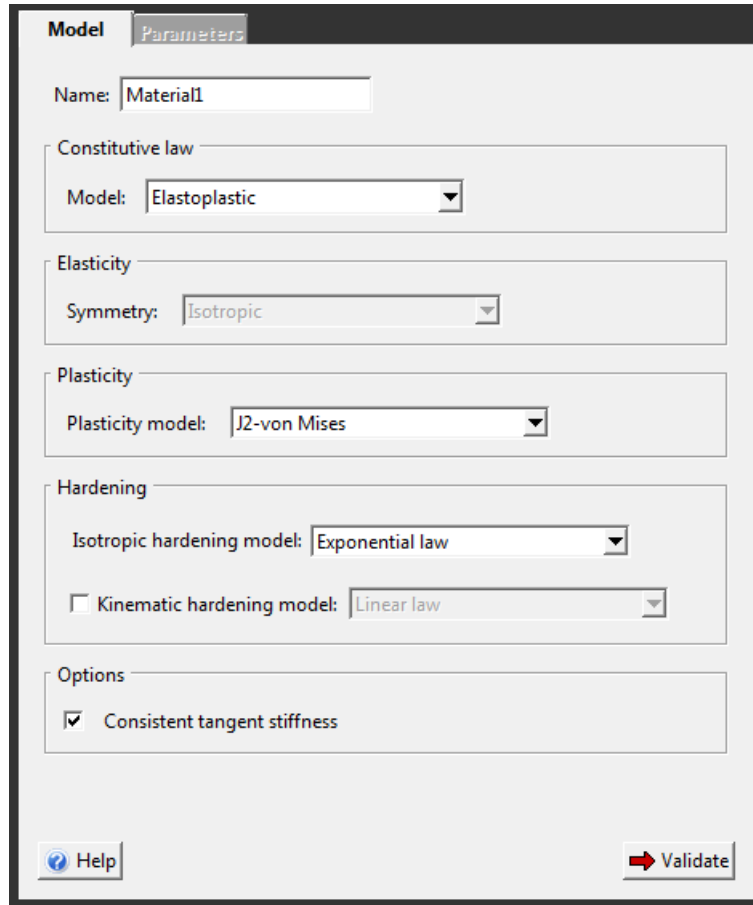 Model Parameters
Name: Material1
Constitutive law
Model: Elastoplastic
Elasticity
Symmetry: Isotropic
Plasticity
Plasticity model: J2-von Mises
Hardening
Isotropic hardening model: Exponential law
Kinematic hardening model: Linear law
Options
Consistent tangent stiffness
Help Validate